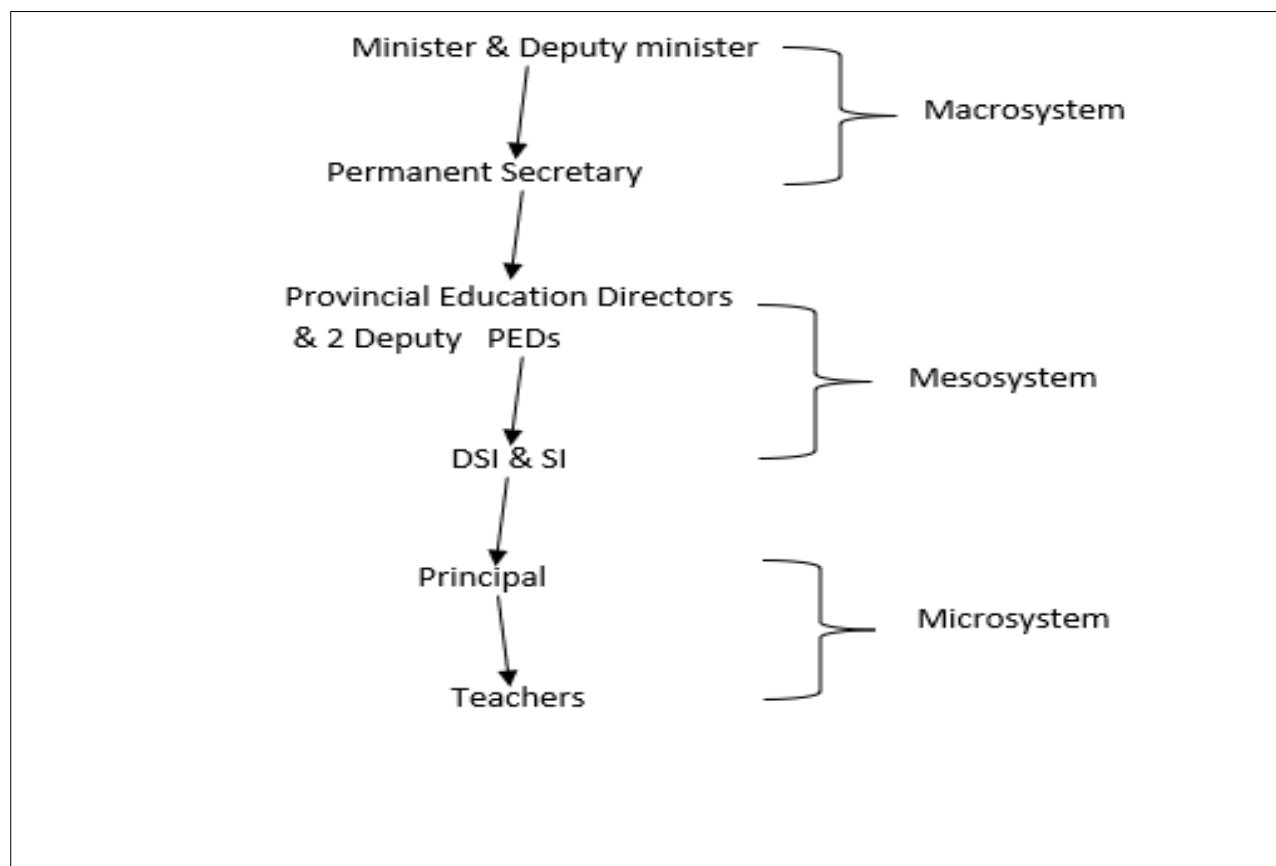 Minister & Deputy minister
Macrosystem
Permanent Secretary
Provincial Education Directors
& 2 Deputy PEDs
Mesosystem
DSI & SI
Principal
Microsystem
Teachers